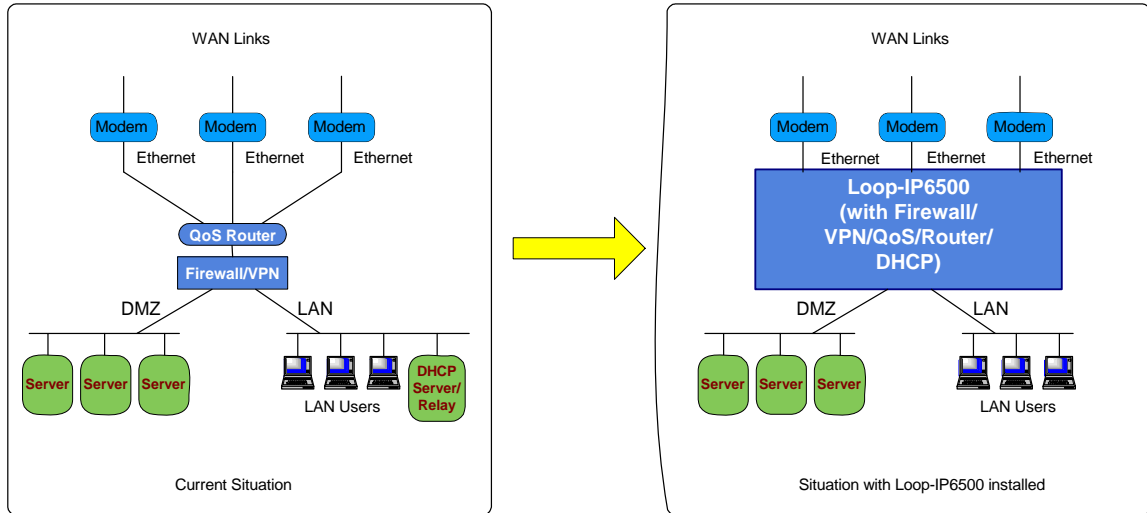 WAN Links
Modem
Modem
Modem
Ethernet
Ethernet
Ethernet
QoS Router
Firewall/VPN
DMZ
LAN
Server
Server
Server
DHCP
Server/
Relay
LAN Users
Current Situation
WAN Links
Modem
Modem
Modem
Ethernet
Ethernet
Ethernet
Loop-IP6500
(with Firewall/
VPN/QoS/Router/
DHCP)
DMZ
LAN
Server
Server
Server
LAN Users
Situation with Loop-IP6500 installed